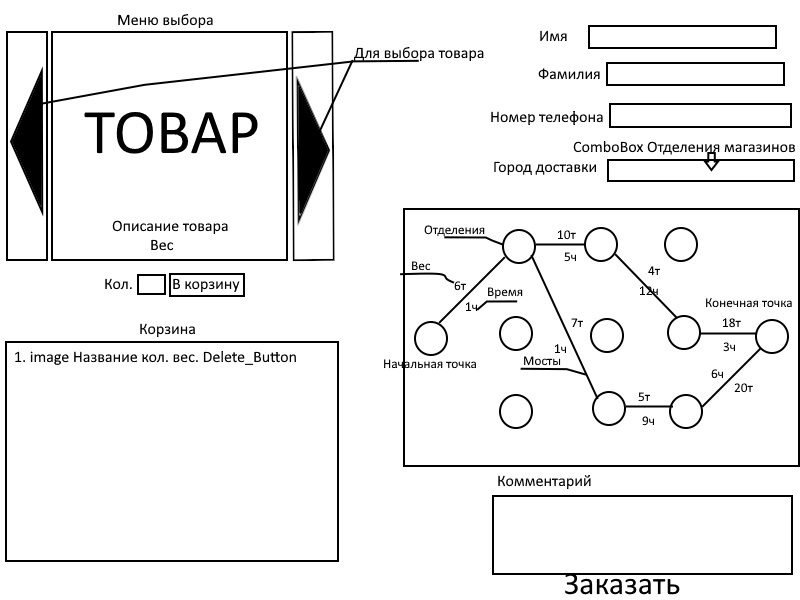 Меню выбора
Для выбора товара
ТОВАР
Описание товара
Вес
Кол.
В корзину
Корзина
1. image Название кол. вес. Delete_Button
Имя
Фамилия
Номер телефона
ComboBox Отделения магазинов
Город доставки
Отделения
10т
5ч
Вес
6т
4т
12ч
Время
1ч
Конечная точка
7т
18т
1ч
3ч
Начальная точка
Мосты
6ч
20т
5т
9ч
Комментарий
Заказать